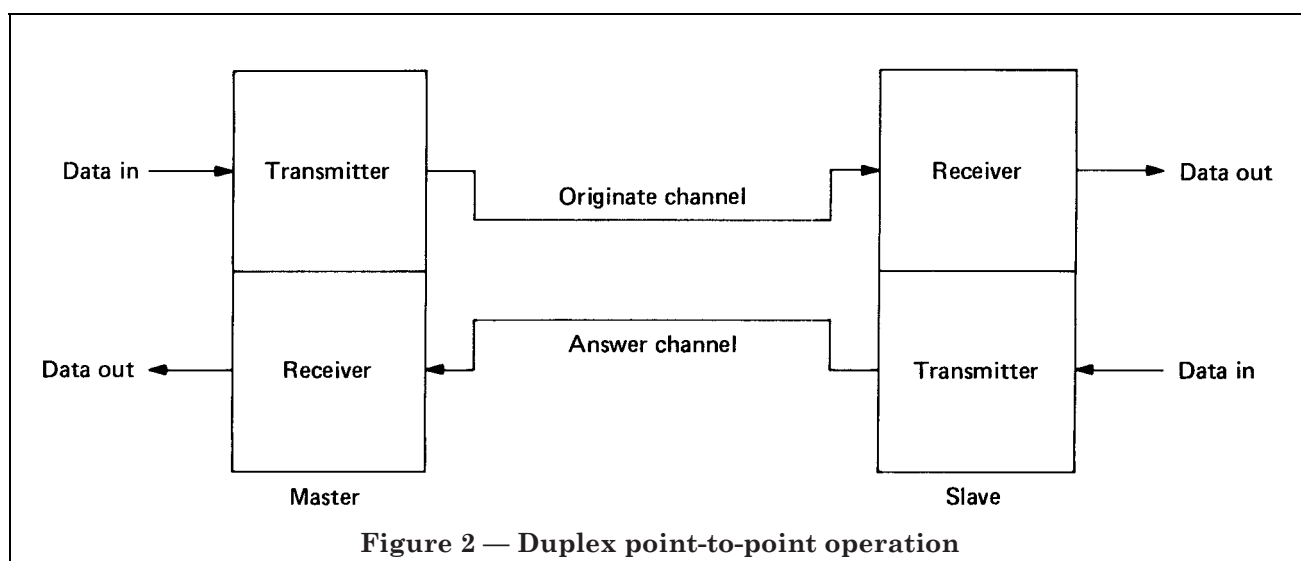 Data in
Transmitter
Originate channel
Receiver
Data out
Data out
Receiver
Answer channel
Transmitter
Data in
Master
Slave
Figure 2 — Duplex point-to-point operation